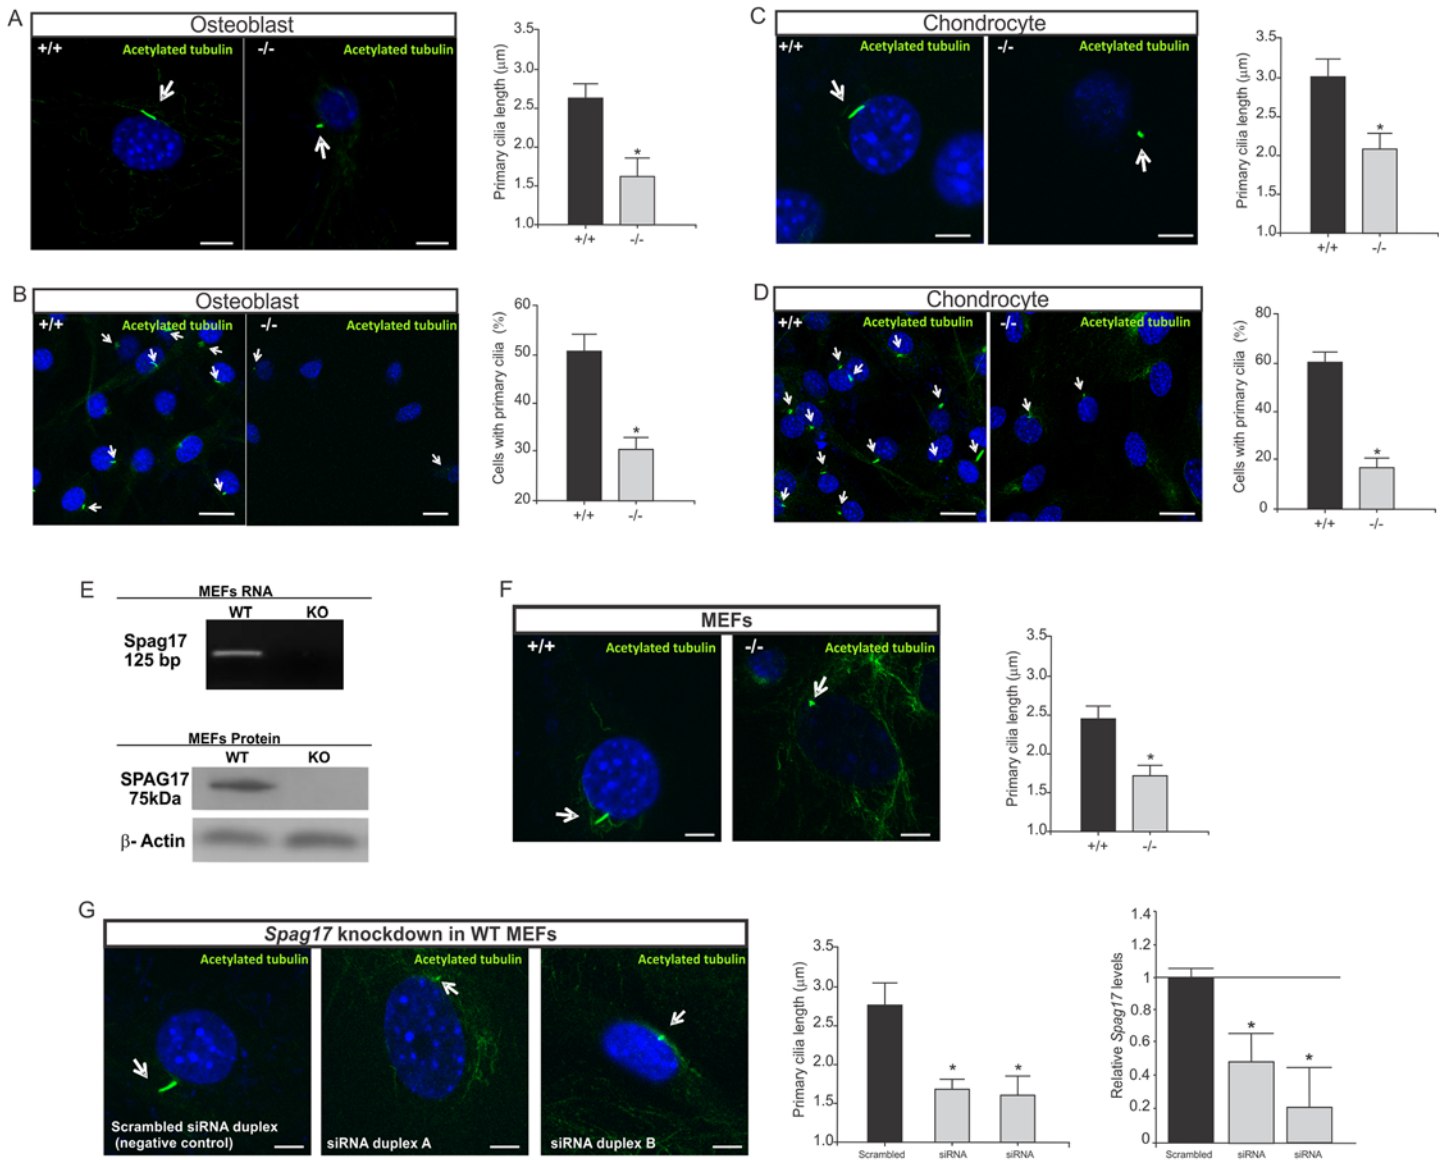 A
Osteoblast
+/+
Acetylated tubulin
-/-
Acetylated tubulin
Primary cilia length (μm)
3.5
3.0
2.5
2.0
1.5
1.0
*
+/+
-/-
C
Chondrocyte
+/+
Acetylated tubulin
-/-
Acetylated tubulin
Primary cilia length (μm)
3.5
3.0
2.5
2.0
1.5
1.0
*
+/+
-/-
B
Osteoblast
+/+
Acetylated tubulin
-/-
Acetylated tubulin
Cells with primary cilia (%)
60
50
40
30
20
*
+/+
-/-
D
Chondrocyte
+/+
Acetylated tubulin
-/-
Acetylated tubulin
Cells with primary cilia (%)
80
60
40
20
0
*
+/+
-/-
E
MEFs RNA
WT KO
Spag17
125 bp
MEFs Protein
WT KO
SPAG17
75kDa
β- Actin
F
MEFs
+/+
Acetylated tubulin
-/-
Acetylated tubulin
Primary cilia length (μm)
3.5
3.0
2.5
2.0
1.5
1.0
*
+/+
-/-
G
Spag17 knockdown in WT MEFs
Acetylated tubulin
Scrambled siRNA duplex
(negative control)
Acetylated tubulin
siRNA duplex A
Acetylated tubulin
siRNA duplex B
Primary cilia length (μm)
3.5
3.0
2.5
2.0
1.5
1.0
*
*
Scrambled siRNA siRNA
Relative Spag17 levels
1.4
1.2
1
0.8
0.6
0.4
0.2
0
*
*
Scrambled siRNA siRNA